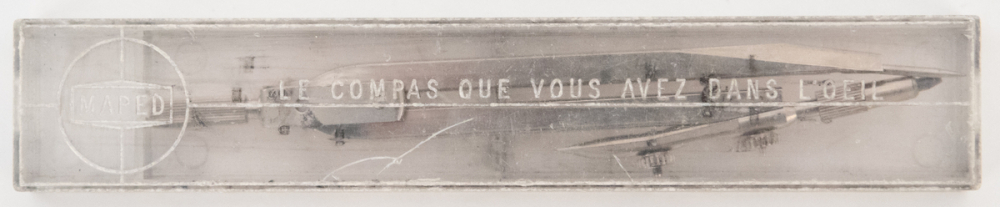 MAPED
LE COMPAS QUE VOUS AVEZ DANS L'OEIL